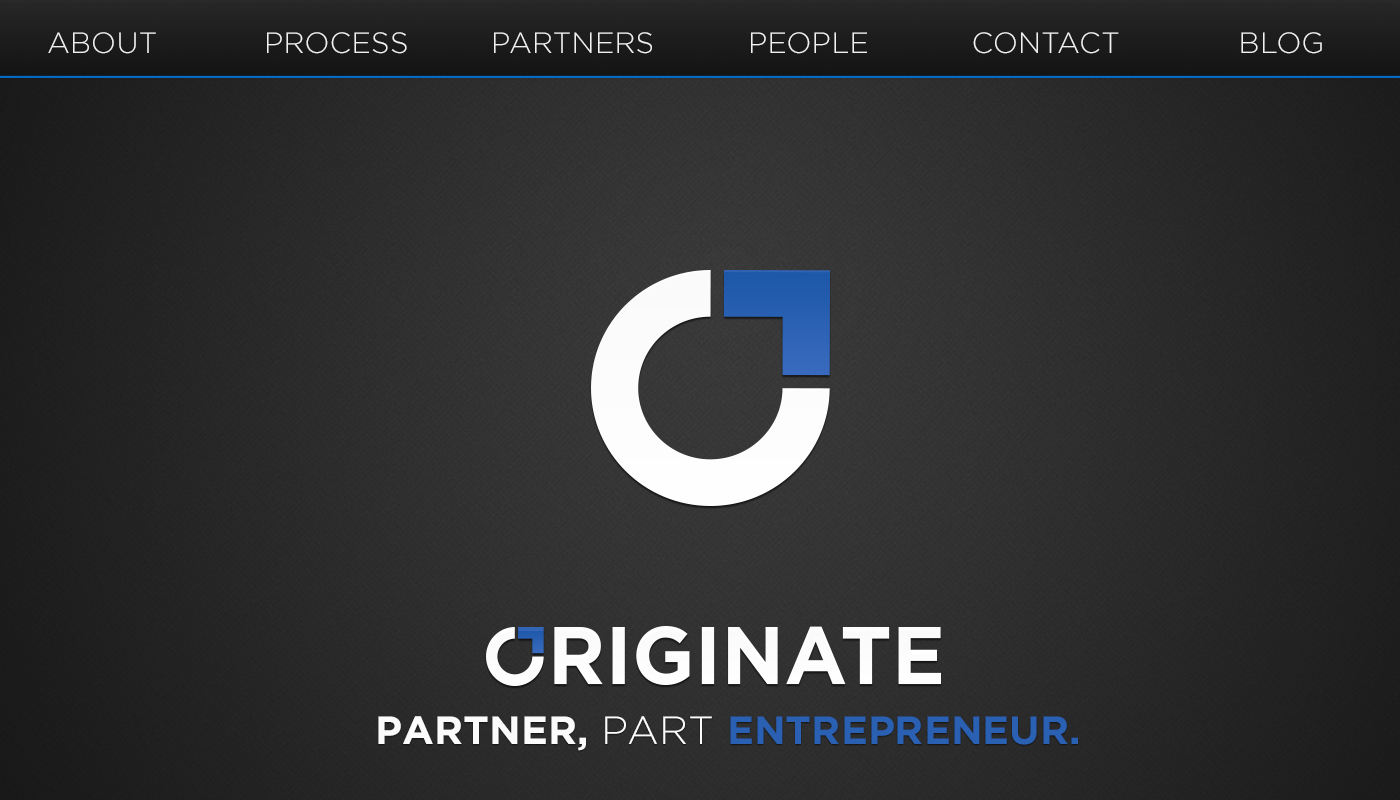 ABOUT PROCESS PARTNERS PEOPLE CONTACT BLOG
ORIGINATE
PARTNER, PART ENTREPRENEUR.